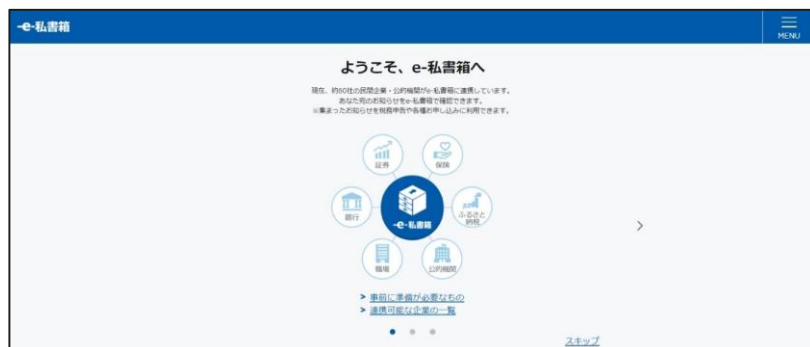 -e-私書箱
MENU
ようこそ、e-私書箱へ
現在、約60社の民間企業・公的機関がe-私書箱に連携しています。
あなた宛のお知らせをe-私書箱で確認できます。
※集まったお知らせを税務申告や各種お申し込みに利用できます。
証券
保険
銀行
-e-私書箱
ふるさと
納税
職場
公的機関
> 事前に準備が必要なもの
> 連携可能な企業の一覧
スキップ